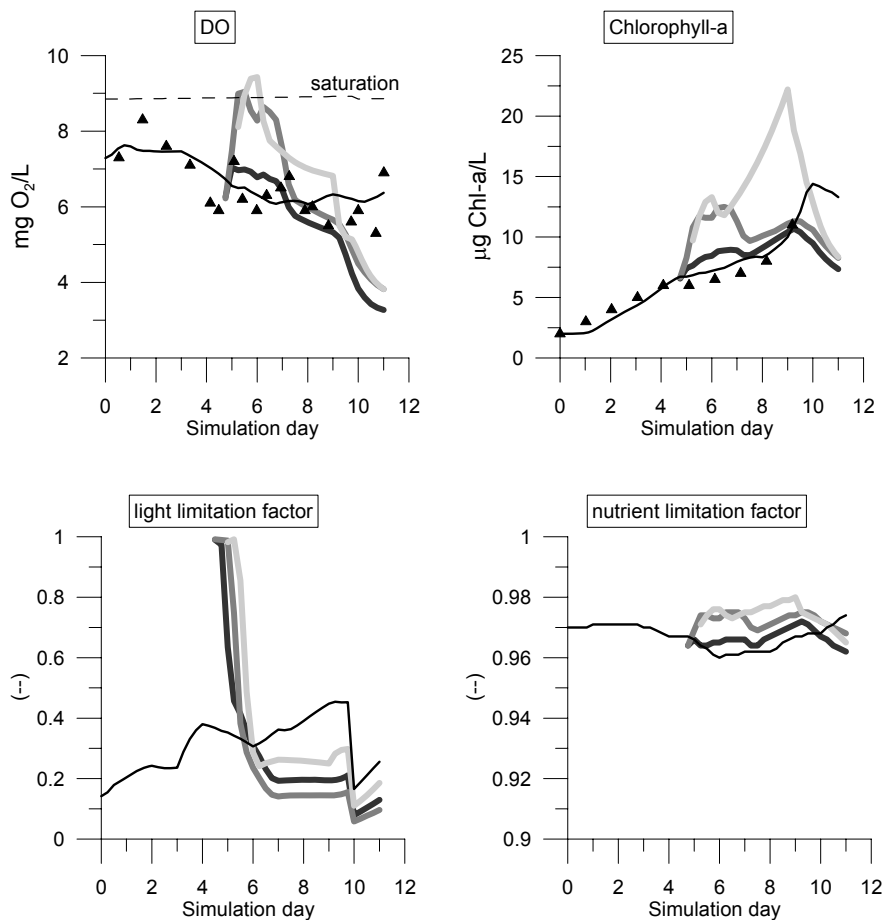 DO
Chlorophyll-a
10
8
6
4
2
mg O₂/L
saturation
0 2 4 6 8 10 12
Simulation day
25
20
15
10
5
0
µg Chl-a/L
0 2 4 6 8 10 12
Simulation day
light limitation factor
nutrient limitation factor
1
0.8
0.6
0.4
0.2
0
(--)
0 2 4 6 8 10 12
Simulation day
1
0.98
0.96
0.94
0.92
0.9
(--)
0 2 4 6 8 10 12
Simulation day